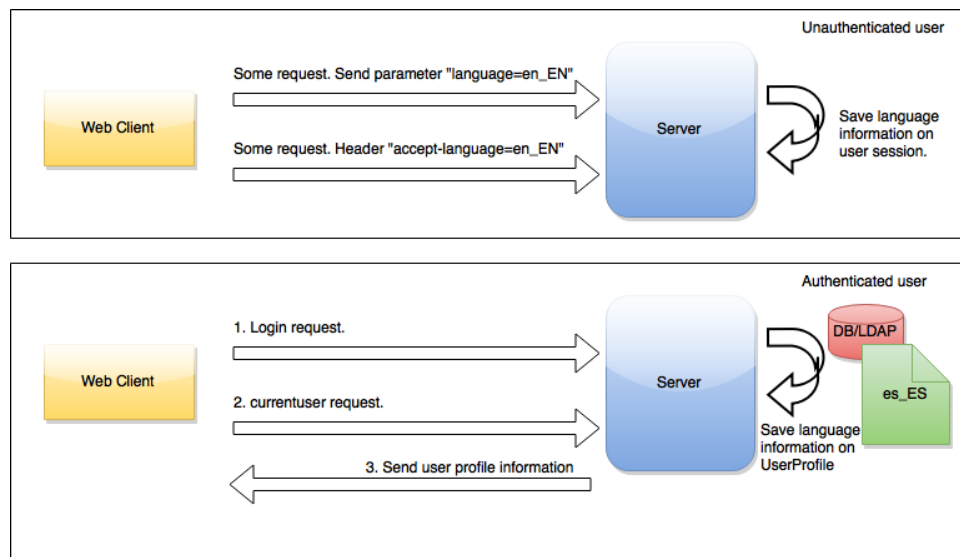 Unauthenticated user
Some request. Send parameter "language=en_EN"
Web Client
Server
Save language
information on
user session.
Some request. Header "accept-language=en_EN"
Authenticated user
1. Login request.
DB/LDAP
Web Client
Server
es_ES
2. currentuser request.
Save language
information on
UserProfile
3. Send user profile information